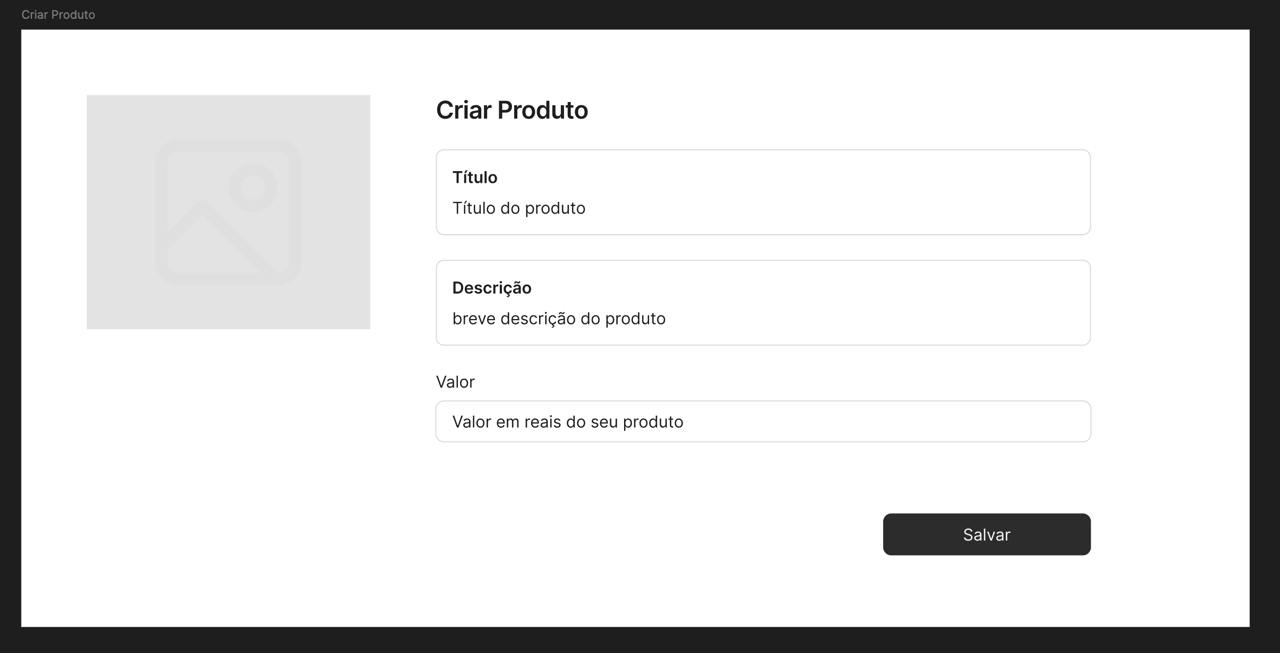 Criar Produto
Criar Produto
Título
Título do produto
Descrição
breve descrição do produto
Valor
Valor em reais do seu produto
Salvar